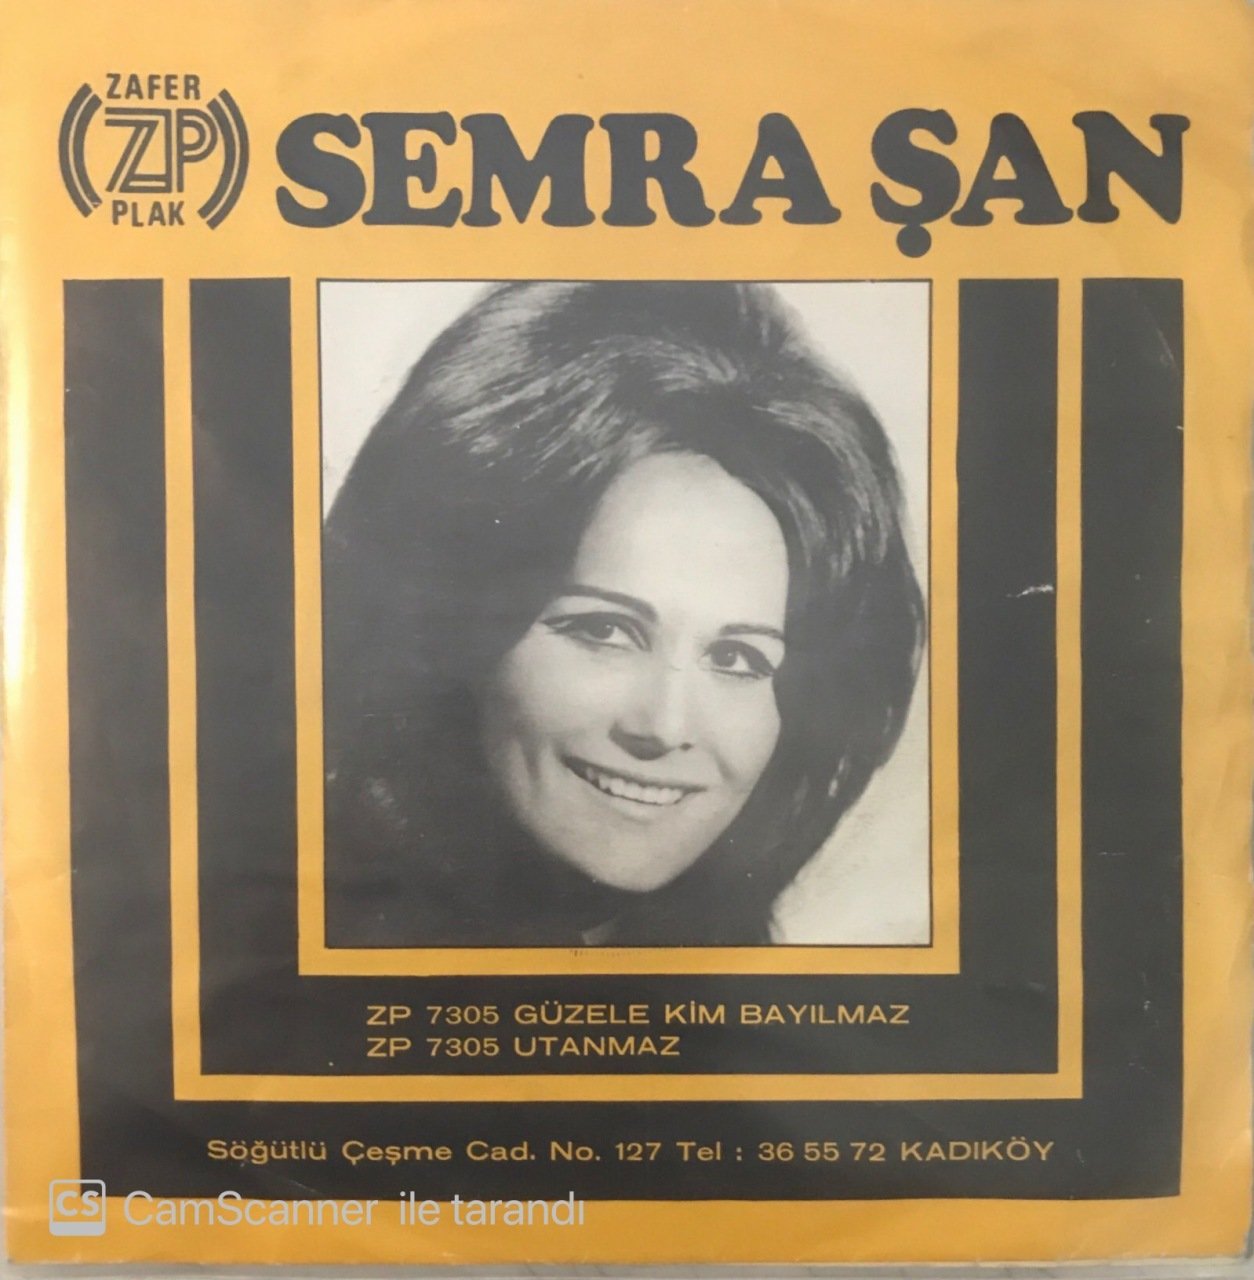 ZAFER
ZP
PLAK
SEMRA ŞAN
ZP 7305 GÜZELE KİM BAYILMAZ
ZP 7305 UTANMAZ
Söğütlü Çeşme Cad. No. 127 Tel : 36 55 72 KADIKÖY
CS CamScanner ile tarandı